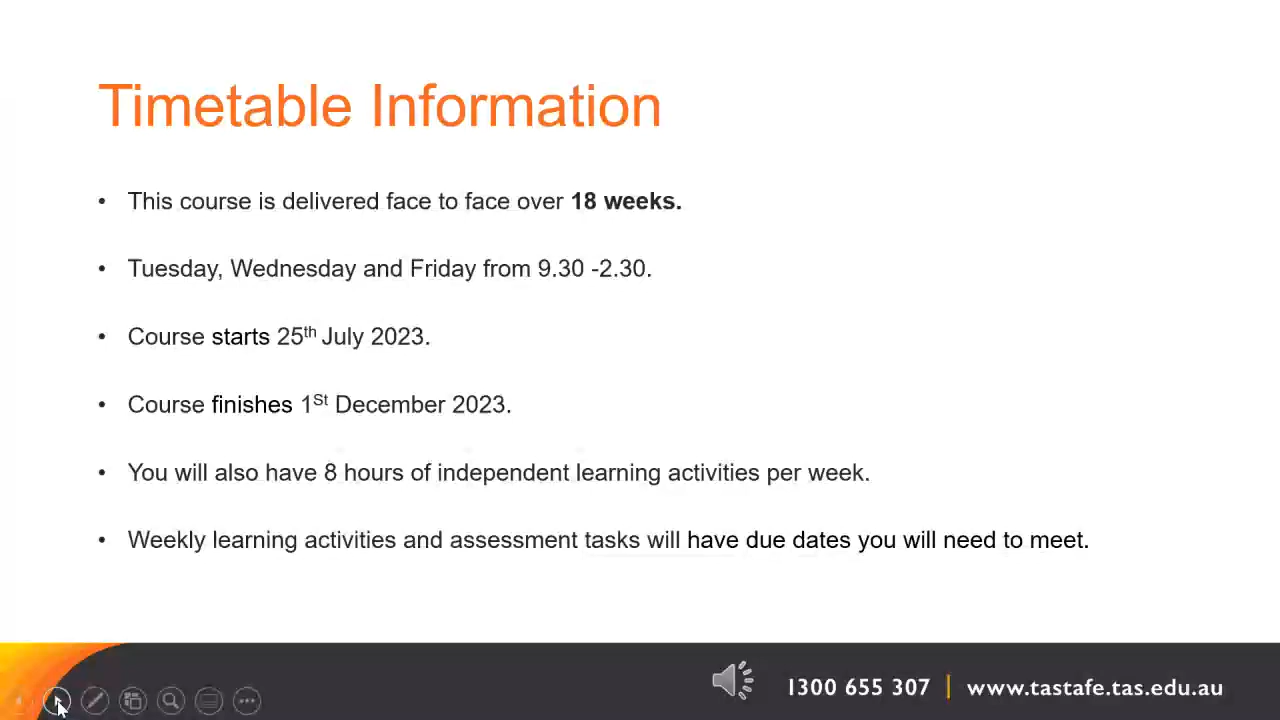 Timetable Information
• This course is delivered face to face over 18 weeks.
• Tuesday, Wednesday and Friday from 9.30 -2.30.
• Course starts 25th July 2023.
• Course finishes 1St December 2023.
• You will also have 8 hours of independent learning activities per week.
• Weekly learning activities and assessment tasks will have due dates you will need to meet.
1300 655 307 | www.tastafe.tas.edu.au